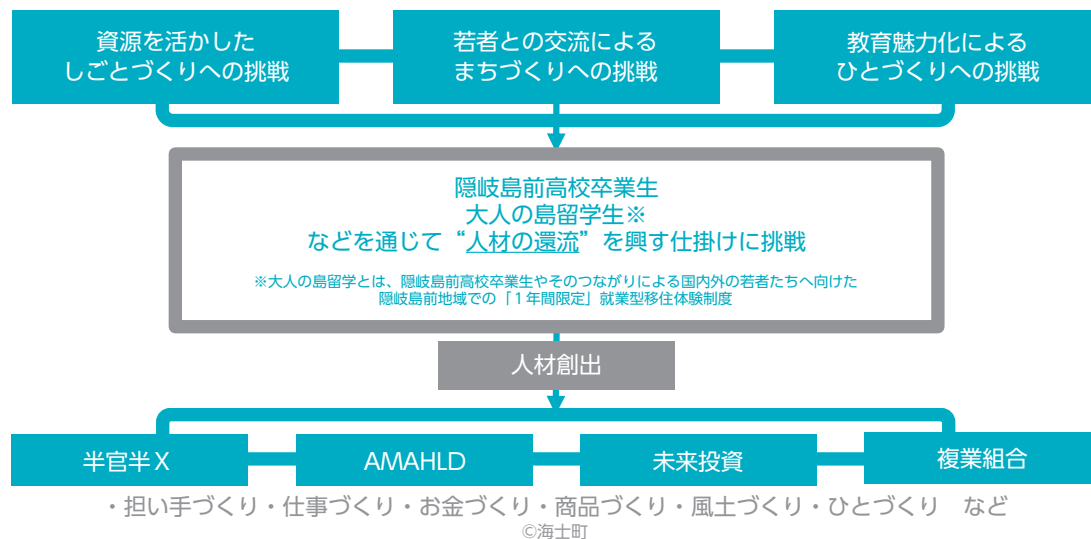 資源を活かした
しごとづくりへの挑戦
若者との交流による
まちづくりへの挑戦
教育魅力化による
ひとづくりへの挑戦
隠岐島前高校卒業生
大人の島留学生※
などを通じて“人材の還流”を興す仕掛けに挑戦
※大人の島留学とは、隠岐島前高校卒業生やそのつながりによる国内外の若者たちへ向けた
隠岐島前地域での「１年間限定」就業型移住体験制度
人材創出
半官半X
AMAHLD
未来投資
複業組合
・担い手づくり・仕事づくり・お金づくり・商品づくり・風土づくり・ひとづくり　など
©海士町